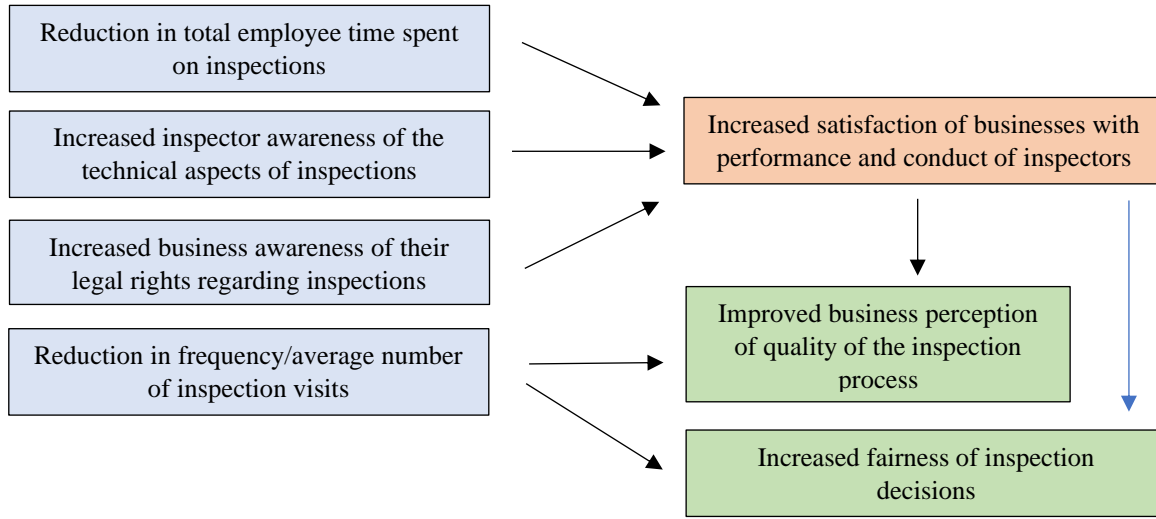 Reduction in total employee time spent
on inspections
Increased inspector awareness of the
technical aspects of inspections
Increased business awareness of their
legal rights regarding inspections
Reduction in frequency/average number
of inspection visits
Increased satisfaction of businesses with
performance and conduct of inspectors
Improved business perception
of quality of the inspection
process
Increased fairness of inspection
decisions